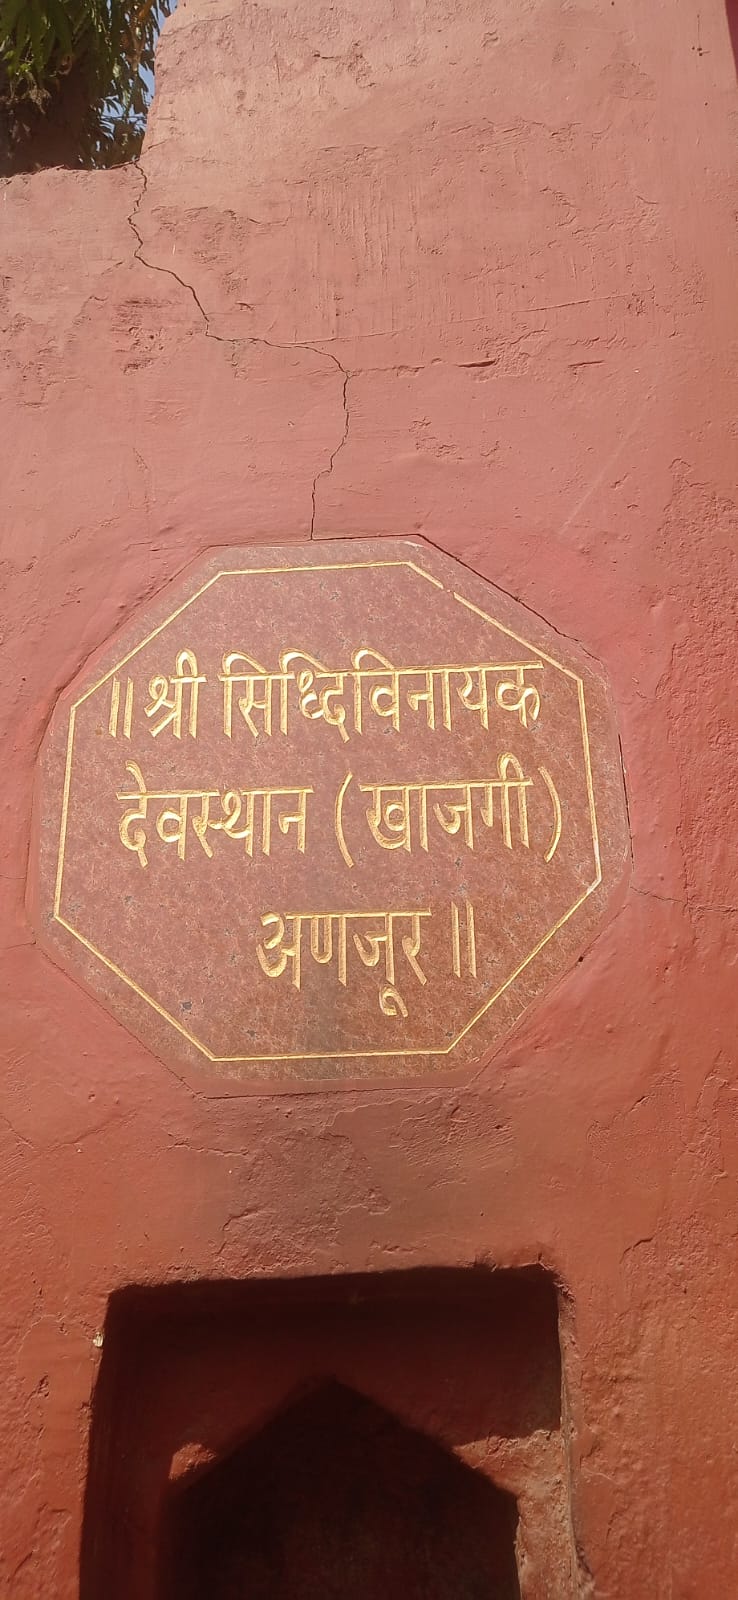 ॥ श्री सिध्दिविनायक
देवस्थान (खाजगी)
अणजूर ॥